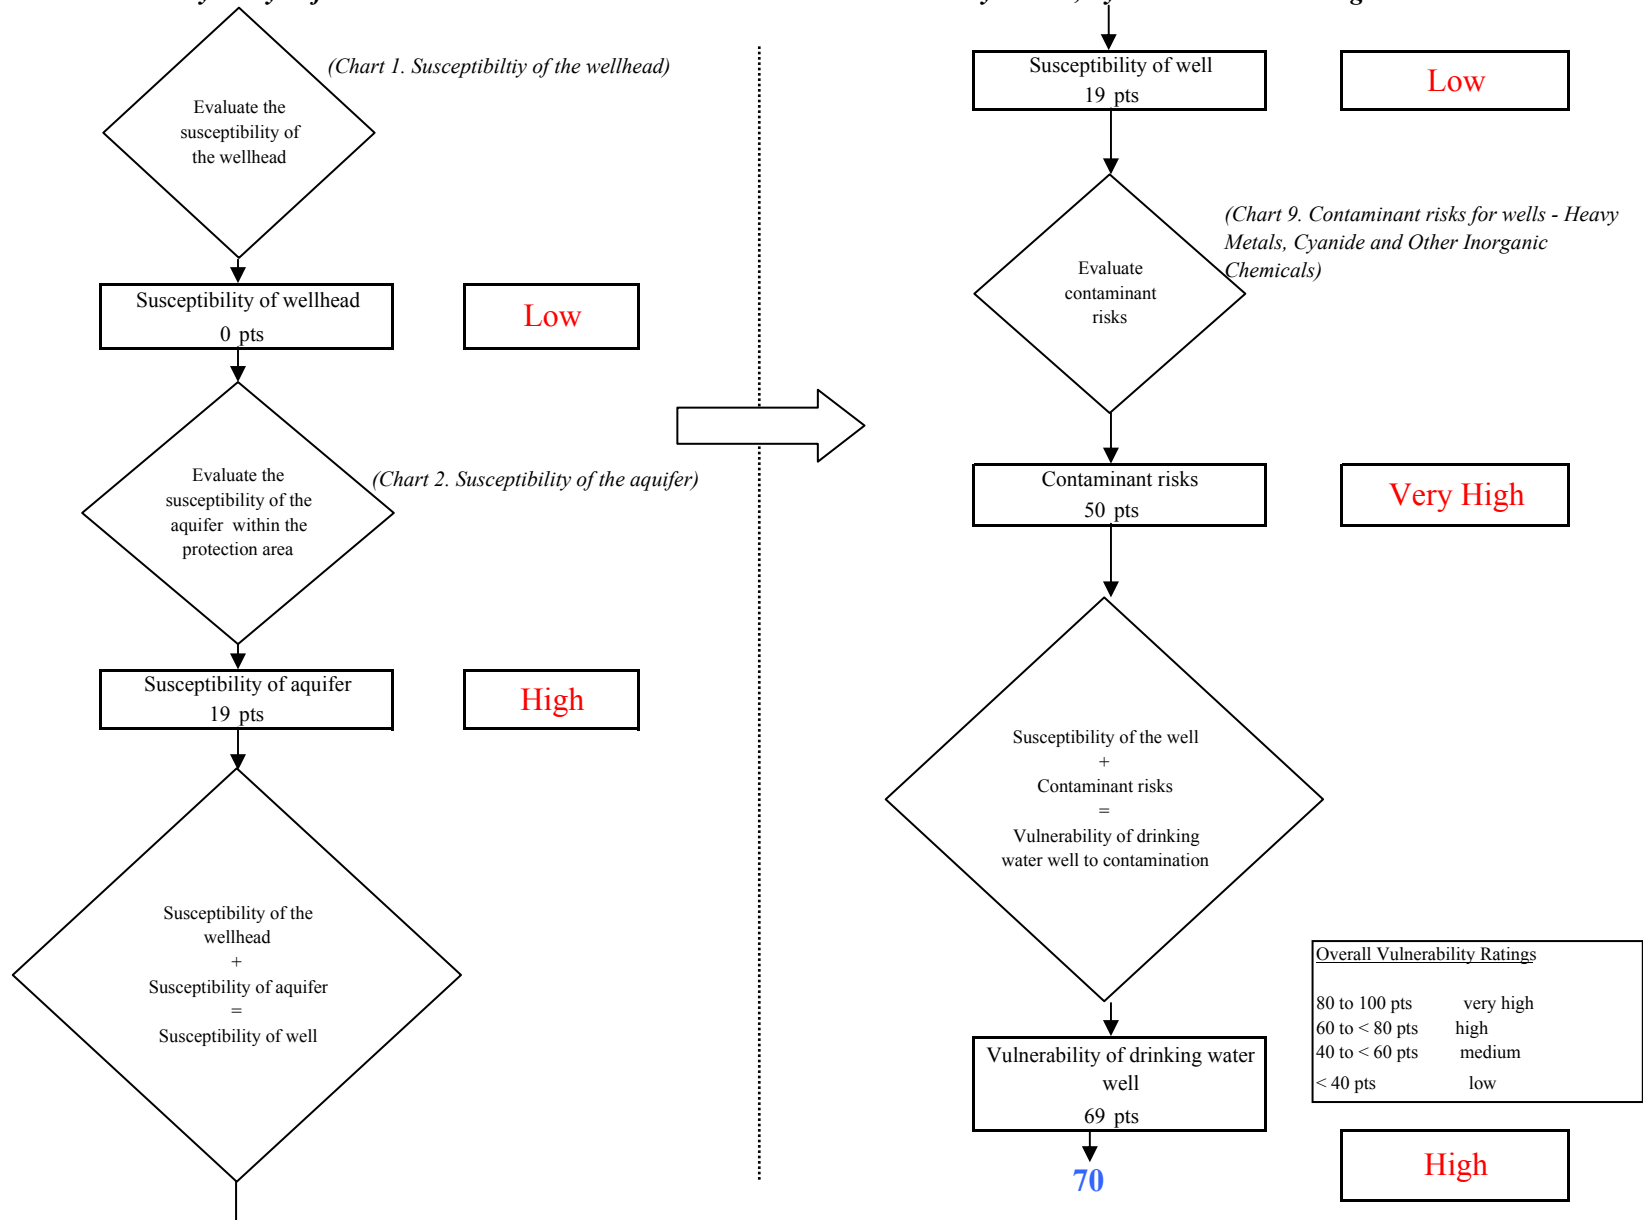 (Chart 1. Susceptibiltiy of the wellhead)
Evaluate the
susceptibility of
the wellhead
Susceptibility of wellhead
0 pts
Low
Evaluate the
susceptibility of the
aquifer within the
protection area
(Chart 2. Susceptibility of the aquifer)
Susceptibility of aquifer
19 pts
High
Susceptibility of the
wellhead
+
Susceptibility of aquifer
=
Susceptibility of well
Susceptibility of well
19 pts
Low
(Chart 9. Contaminant risks for wells - Heavy
Metals, Cyanide and Other Inorganic
Chemicals)
Evaluate
contaminant
risks
Contaminant risks
50 pts
Very High
Susceptibility of the well
+
Contaminant risks
=
Vulnerability of drinking
water well to contamination
Overall Vulnerability Ratings
80 to 100 pts very high
60 to < 80 pts high
40 to < 60 pts medium
< 40 pts low
Vulnerability of drinking water
well
69 pts
70
High